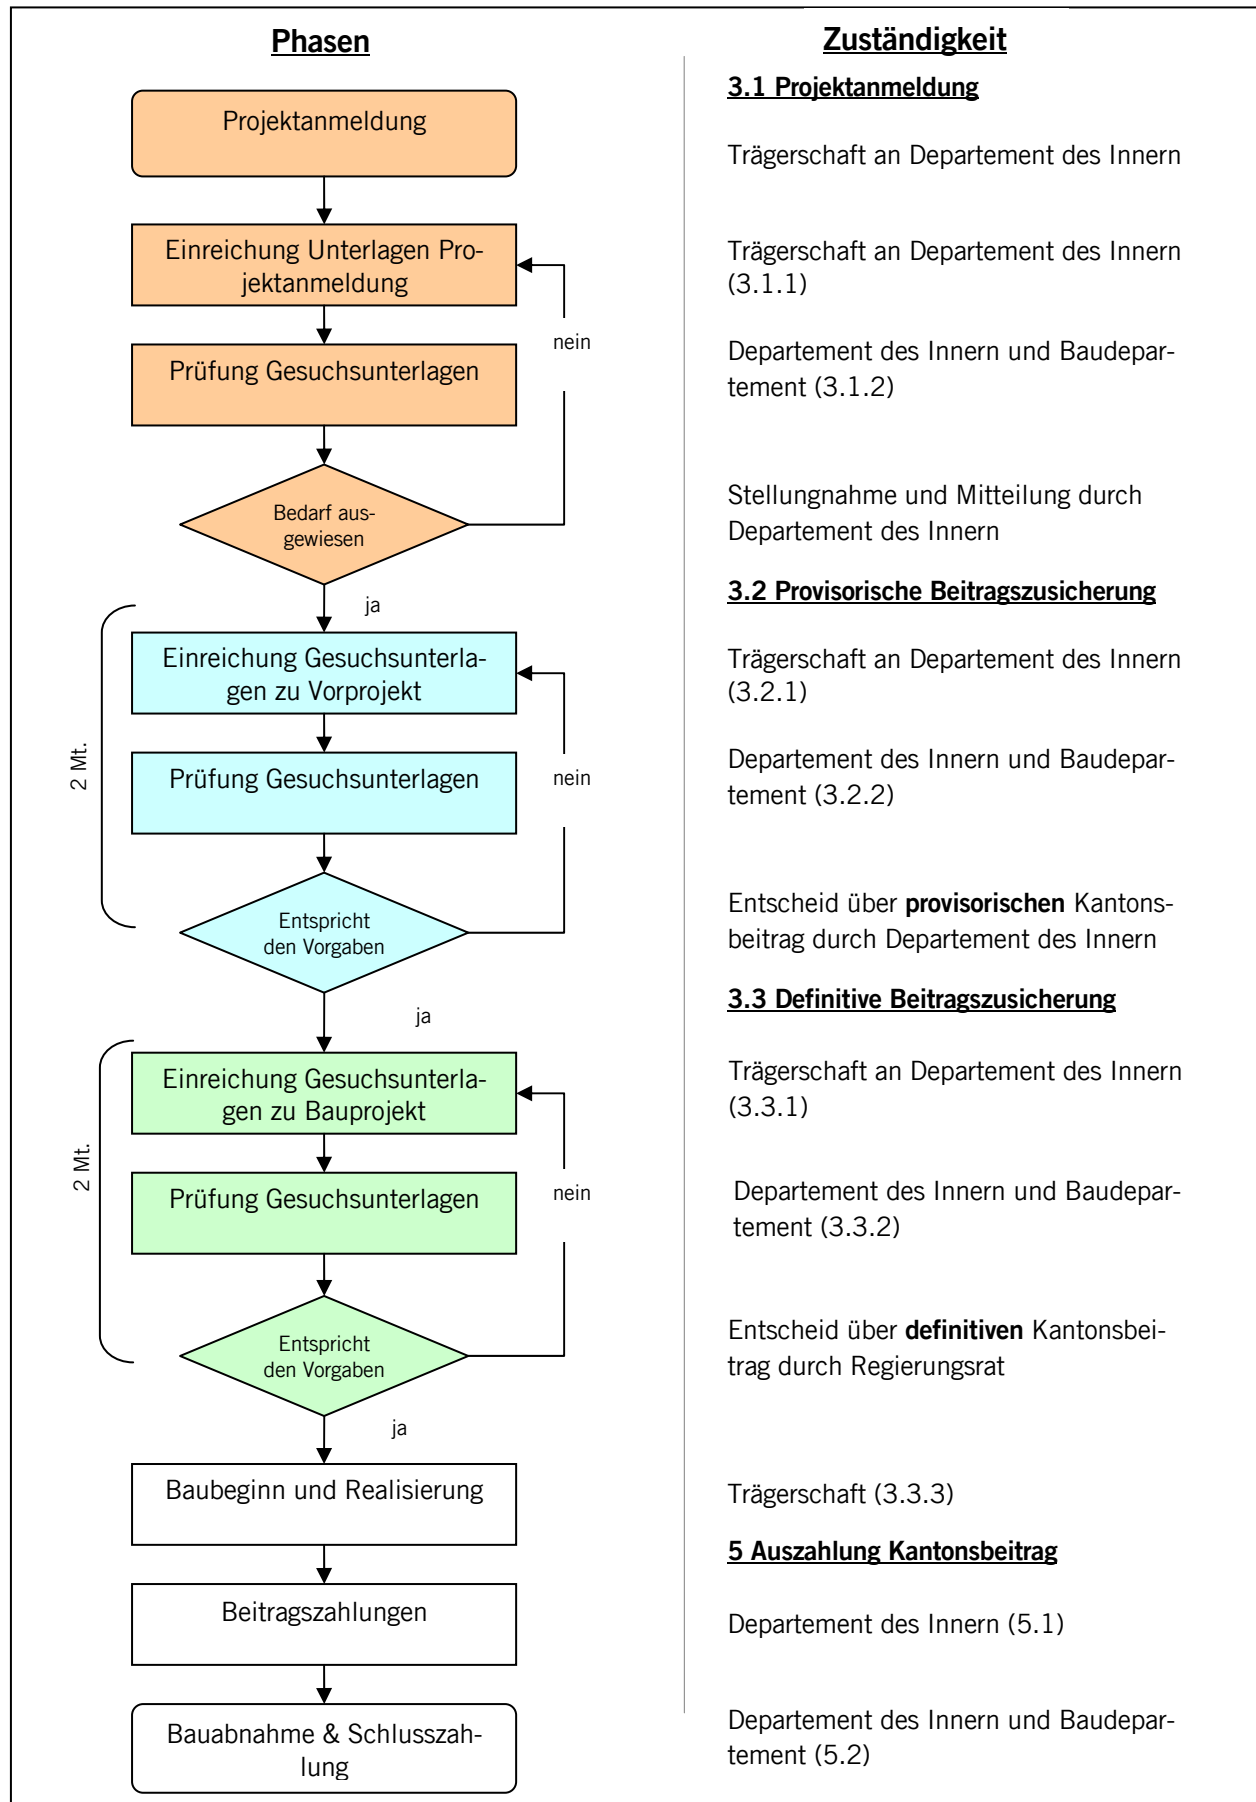 Phasen
Zuständigkeit
3.1 Projektanmeldung
Projektanmeldung
Trägerschaft an Departement des Innern
Einreichung Unterlagen Pro-
jektanmeldung
Trägerschaft an Departement des Innern
(3.1.1)
nein
Prüfung Gesuchsunterlagen
Departement des Innern und Baudepar-
tement (3.1.2)
Bedarf aus-
gewiesen
Stellungnahme und Mitteilung durch
Departement des Innern
ja
3.2 Provisorische Beitragszusicherung
2 Mt.
Einreichung Gesuchsunterla-
gen zu Vorprojekt
Trägerschaft an Departement des Innern
(3.2.1)
Prüfung Gesuchsunterlagen
nein
Departement des Innern und Baudepar-
tement (3.2.2)
Entspricht
den Vorgaben
Entscheid über provisorischen Kantons-
beitrag durch Departement des Innern
ja
3.3 Definitive Beitragszusicherung
2 Mt.
Einreichung Gesuchsunterla-
gen zu Bauprojekt
Trägerschaft an Departement des Innern
(3.3.1)
Prüfung Gesuchsunterlagen
nein
Departement des Innern und Baudepar-
tement (3.3.2)
Entspricht
den Vorgaben
Entscheid über definitiven Kantonsbei-
trag durch Regierungsrat
ja
Baubeginn und Realisierung
Trägerschaft (3.3.3)
5 Auszahlung Kantonsbeitrag
Beitragszahlungen
Departement des Innern (5.1)
Bauabnahme & Schlusszah-
lung
Departement des Innern und Baudepar-
tement (5.2)